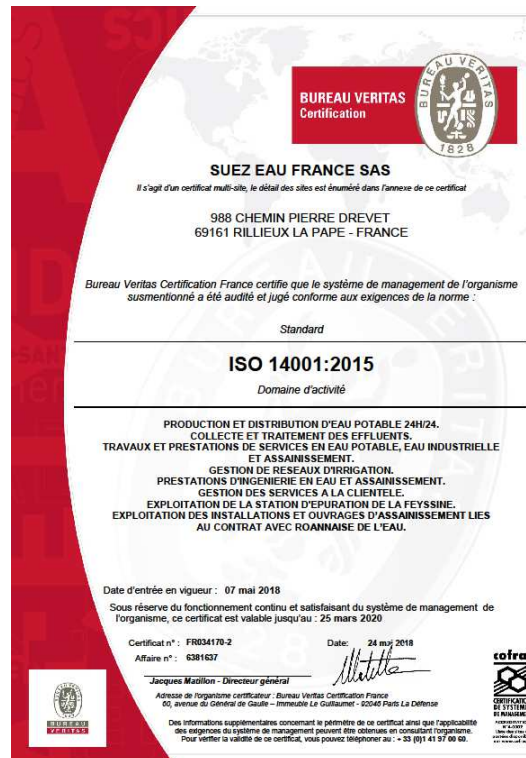 BUREAU VERITAS
Certification
BUREAU VERITAS
1828
SUEZ EAU FRANCE SAS
Il s'agit d'un certificat multi-site, le détail des sites est énuméré dans l'annexe de ce certificat
988 CHEMIN PIERRE DREVET
69161 RILLIEUX LA PAPE - FRANCE
Bureau Veritas Certification France certifie que le système de management de l'organisme
susmentionné a été audité et jugé conforme aux exigences de la norme :
Standard
ISO 14001:2015
Domaine d'activité
PRODUCTION ET DISTRIBUTION D'EAU POTABLE 24H/24.
COLLECTE ET TRAITEMENT DES EFFLUENTS.
TRAVAUX ET PRESTATIONS DE SERVICES EN EAU POTABLE, EAU INDUSTRIELLE
ET ASSAINISSEMENT.
GESTION DE RESEAUX D'IRRIGATION.
PRESTATIONS D'INGENIERIE EN EAU ET ASSAINISSEMENT.
GESTION DES SERVICES A LA CLIENTELE.
EXPLOITATION DE LA STATION D'EPURATION DE LA FEYSSINE.
EXPLOITATION DES INSTALLATIONS ET OUVRAGES D'ASSAINISSEMENT LIES
AU CONTRAT AVEC ROANNAISE DE L'EAU.
Date d'entrée en vigueur : 07 mai 2018
Sous réserve du fonctionnement continu et satisfaisant du système de management de
l'organisme, ce certificat est valable jusqu'au : 25 mars 2020
Certificat n° : FR034170-2 Date: 24 mai 2018
Affaire n° : 6381637
Jacques Matillon - Directeur général
Adresse de l'organisme certificateur : Bureau Veritas Certification France
60, avenue du Général de Gaulle – Immeuble Le Guillaumet - 92046 Paris La Défense
Des informations supplémentaires concernant le périmètre de ce certificat ainsi que l'applicabilité
des exigences du système de management peuvent être obtenues en consultant l'organisme.
Pour vérifier la validité de ce certificat, vous pouvez téléphoner au : + 33 (0)1 41 97 00 60.
BUREAU
VERITAS
cofra
CERTIFICATION
DE SYSTEMES
DE MANAGEMENT